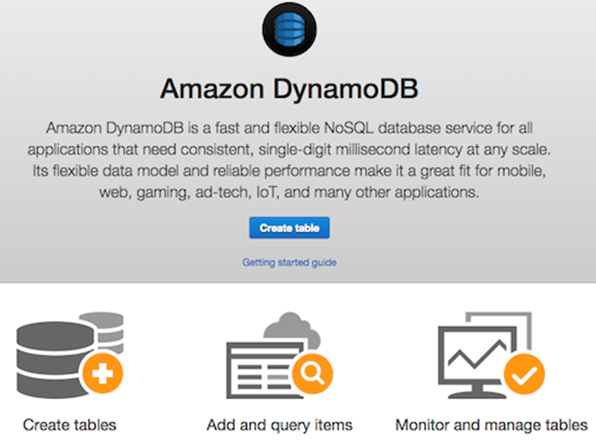 Amazon DynamoDB
Amazon DynamoDB is a fast and flexible NoSQL database service for all
applications that need consistent, single-digit millisecond latency at any scale.
Its flexible data model and reliable performance make it a great fit for mobile,
web, gaming, ad-tech, IoT, and many other applications.
Create table
Getting started guide
Create tables
Add and query items
Monitor and manage tables